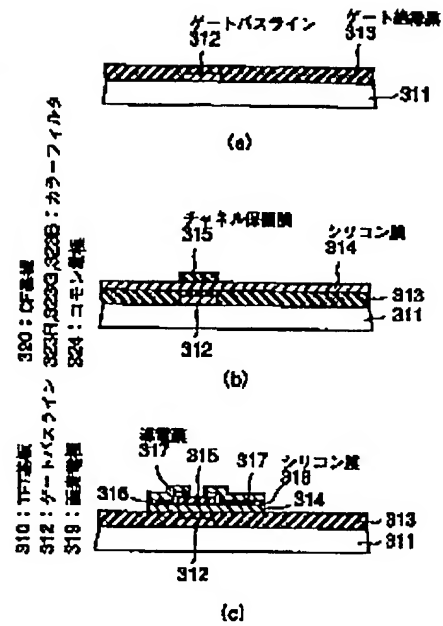 ゲートバスライン
312
ゲート絶縁膜
313
311
(a)
チャネル保護膜
315
シリコン膜
314
313
311
312
(b)
導電膜
317
315
317
シリコン膜
316
316
314
313
311
312
(c)
310：TFT基板
312：ゲートバスライン
319：画素電極
320：CF基板
323R,323G,323B：カラーフィルタ
324：コモン電極